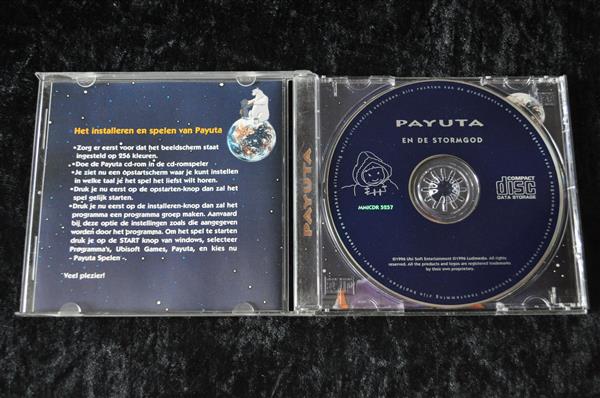 Het installeren en spelen van Payuta
•Zorg er eerst voor dat het beeldscherm staat
ingesteld op 256 kleuren.
•Doe de Payuta cd-rom in de cd-romspeler
•Je ziet nu een opstartscherm waar je kunt instellen
in welke taal je het spel het liefst wilt horen.
•Druk je nu eerst op de opstarten-knop dan zal het
spel gelijk starten.
•Druk je nu eerst op de installeren-knop dan zal het
programma een programma groep maken. Aanvaard
bij deze optie de instellingen zoals die aangegeven
worden door het programma. Om het spel te starten
druk je op de START knop van windows, selecteer
Programma's, Ubisoft Games, Payuta, en kies nu
- Payuta Spelen -.
Veel plezier!
PAYUTA
PAYUTA
EN DE STORMGOD
MNICDR 5257
COMPACT
disc
DATA STORAGE
©1996 Ubi Soft Entertainment ©1996 Ludimedia. All rights
reserved. All the products and logos are registered trademarks
by their own proprietary.